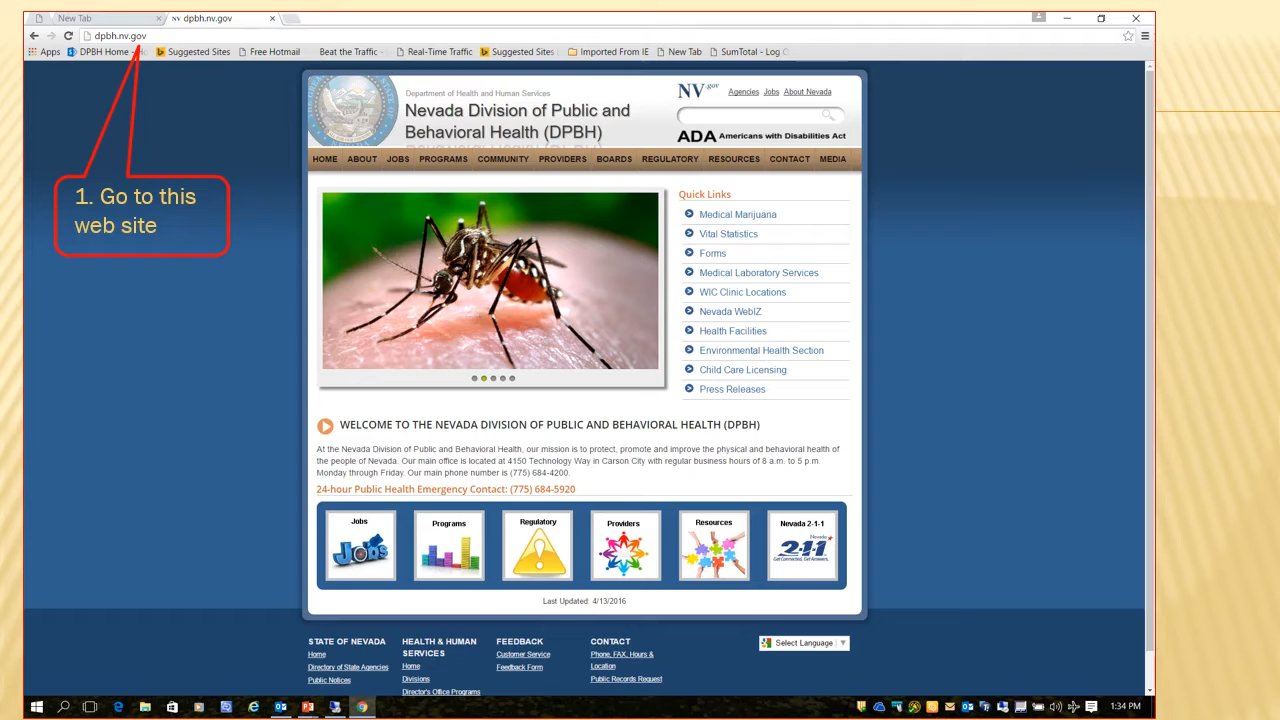 New Tab
NV dpbh.nv.gov
dpbh.nv.gov
Apps DPBH Home - Suggested Sites Free Hotmail Beat the Traffic - Real-Time Traffic Suggested Sites Imported From IE New Tab SumTotal - Log O
1. Go to this
web site
Department of Health and Human Services
Nevada Division of Public and
Behavioral Health (DPBH)
NV.gov Agencies Jobs About Nevada
ADA Americans with Disabilities Act
HOME ABOUT JOBS PROGRAMS COMMUNITY PROVIDERS BOARDS REGULATORY RESOURCES CONTACT MEDIA
Quick Links
Medical Marijuana
Vital Statistics
Forms
Medical Laboratory Services
WIC Clinic Locations
Nevada WebIZ
Health Facilities
Environmental Health Section
Child Care Licensing
Press Releases
WELCOME TO THE NEVADA DIVISION OF PUBLIC AND BEHAVIORAL HEALTH (DPBH)
At the Nevada Division of Public and Behavioral Health, our mission is to protect, promote and improve the physical and behavioral health of
the people of Nevada. Our main office is located at 4150 Technology Way in Carson City with regular business hours of 8 a.m. to 5 p.m.
Monday through Friday. Our main phone number is (775) 684-4200.
24-hour Public Health Emergency Contact: (775) 684-5920
Jobs Programs Regulatory Providers Resources Nevada 2-1-1
Jobs
Nevada
2-1-1
Get Connected. Get Answers.
Last Updated: 4/13/2016
STATE OF NEVADA
Home
Directory of State Agencies
Public Notices
HEALTH & HUMAN
SERVICES
Home
Divisions
Director's Office Programs
FEEDBACK
Customer Service
Feedback Form
CONTACT
Phone, FAX, Hours &
Location
Public Records Request
Select Language
1:34 PM